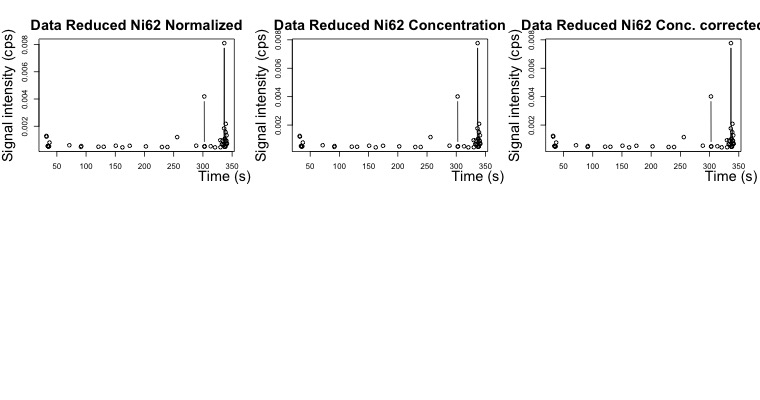 Data Reduced Ni62 Normalized
Signal intensity (cps)
0.002 0.004 0.006 0.008
50 100 150 200 250 300 350
Time (s)
Data Reduced Ni62 Concentration
Signal intensity (cps)
0.002 0.004 0.006 0.008
50 100 150 200 250 300 350
Time (s)
Data Reduced Ni62 Conc. corrected
Signal intensity (cps)
0.002 0.004 0.006 0.008
50 100 150 200 250 300 350
Time (s)